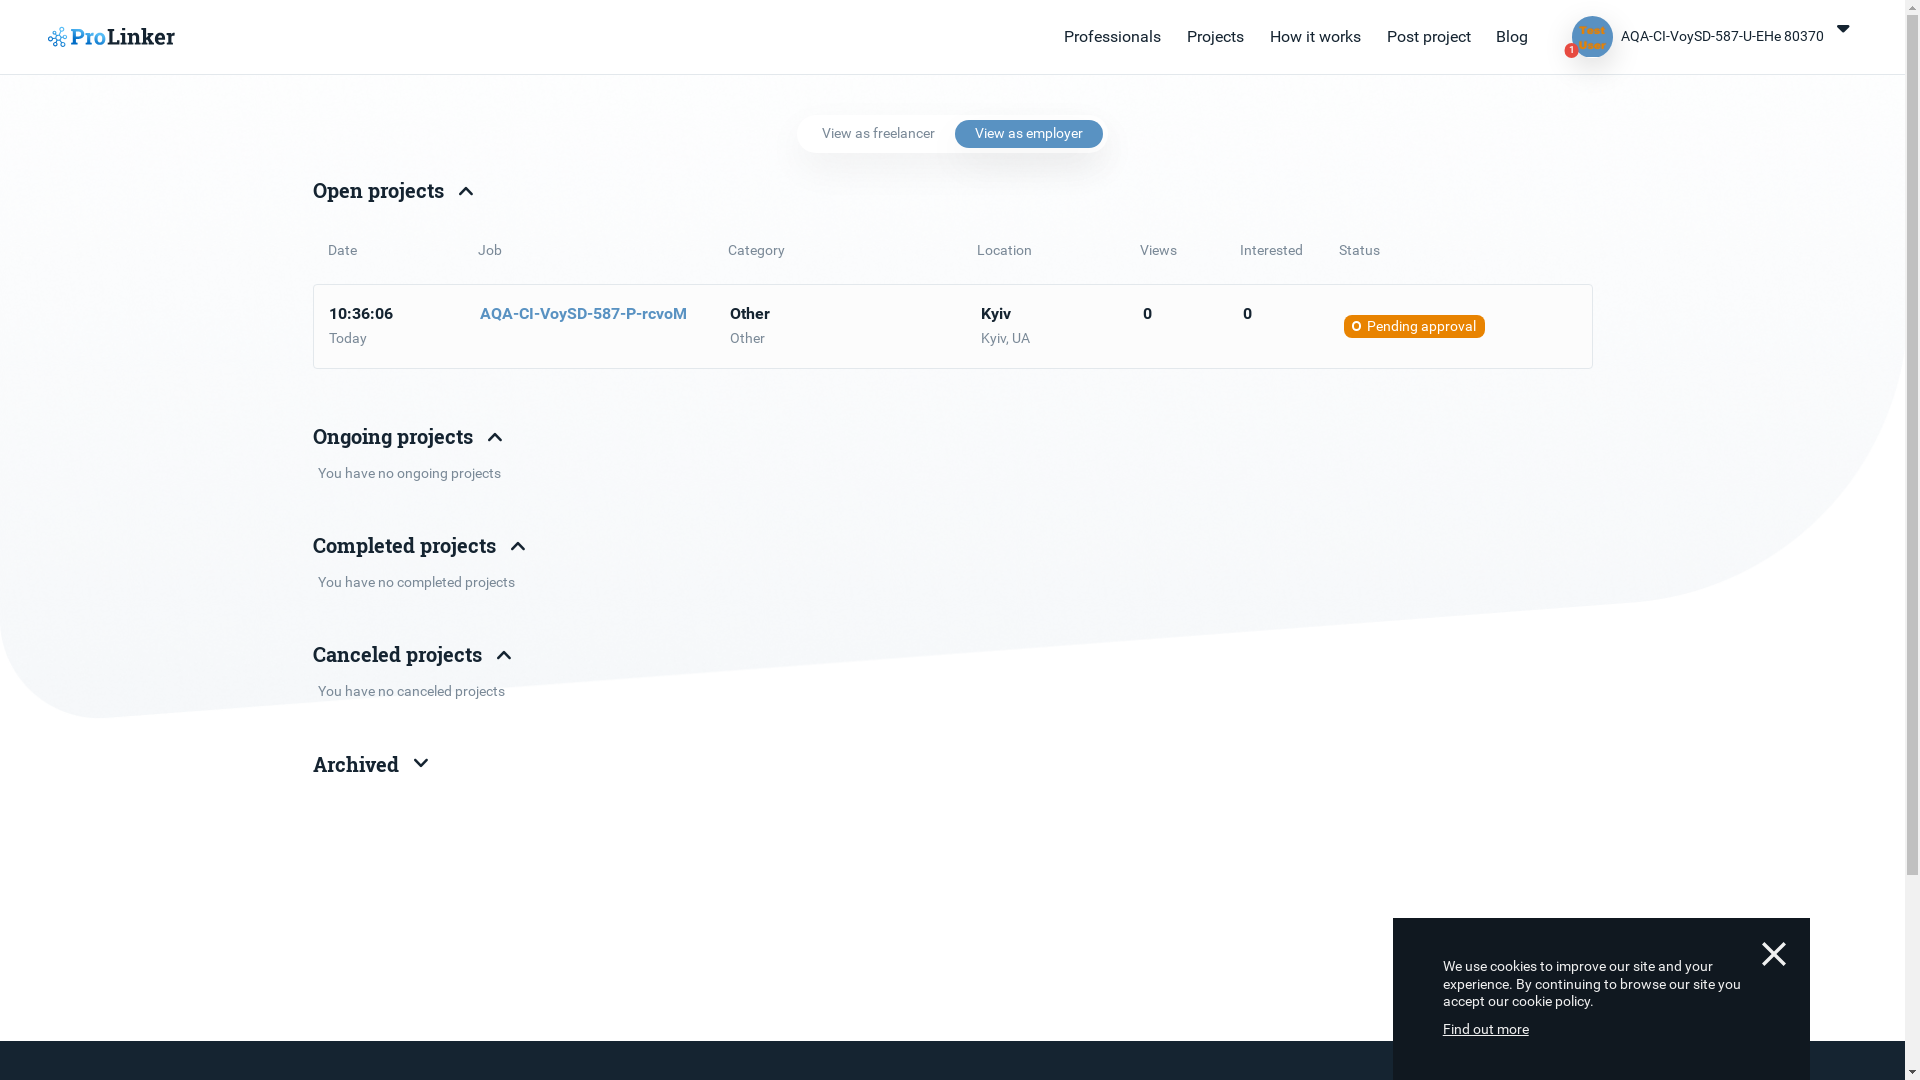 ProLinker
Professionals Projects How it works Post project Blog
Test
User
1
AQA-CI-VoySD-587-U-EHe 80370
View as freelancer View as employer
Open projects
Date Job Category Location Views Interested Status
10:36:06 AQA-CI-VoySD-587-P-rcvoM Other Kyiv 0 0 Pending approval
Today Other Kyiv, UA
Ongoing projects
You have no ongoing projects
Completed projects
You have no completed projects
Canceled projects
You have no canceled projects
Archived
We use cookies to improve our site and your
experience. By continuing to browse our site you
accept our cookie policy.
Find out more